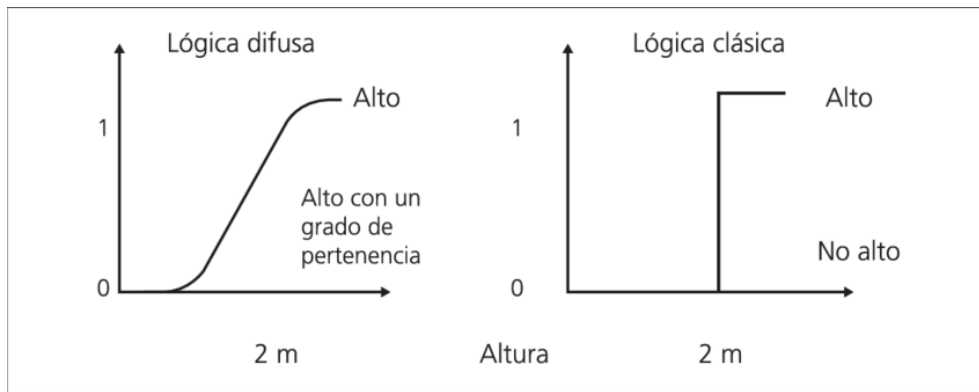 Lógica difusa
Alto
1
Alto con un
grado de
pertenencia
0
2 m
Altura
Lógica clásica
Alto
1
No alto
0
2 m